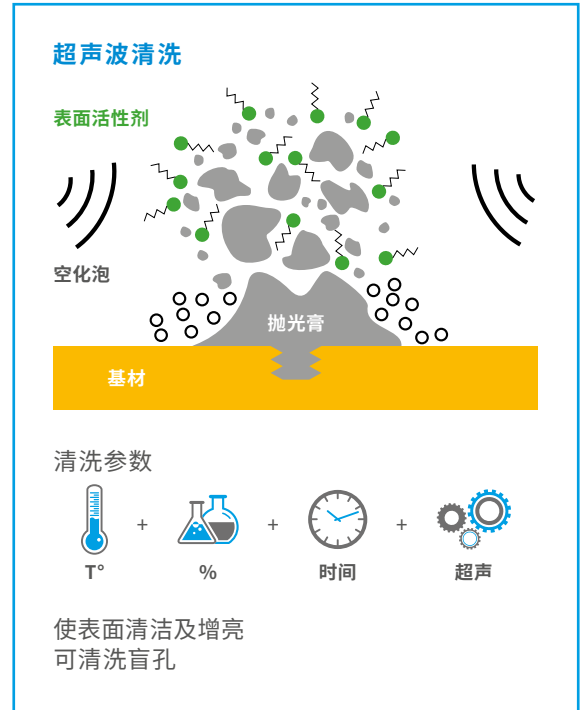 超声波清洗
表面活性剂
空化泡
抛光膏
基材
清洗参数
+ + +
T° % 时间 超声
使表面清洁及增亮
可清洗盲孔